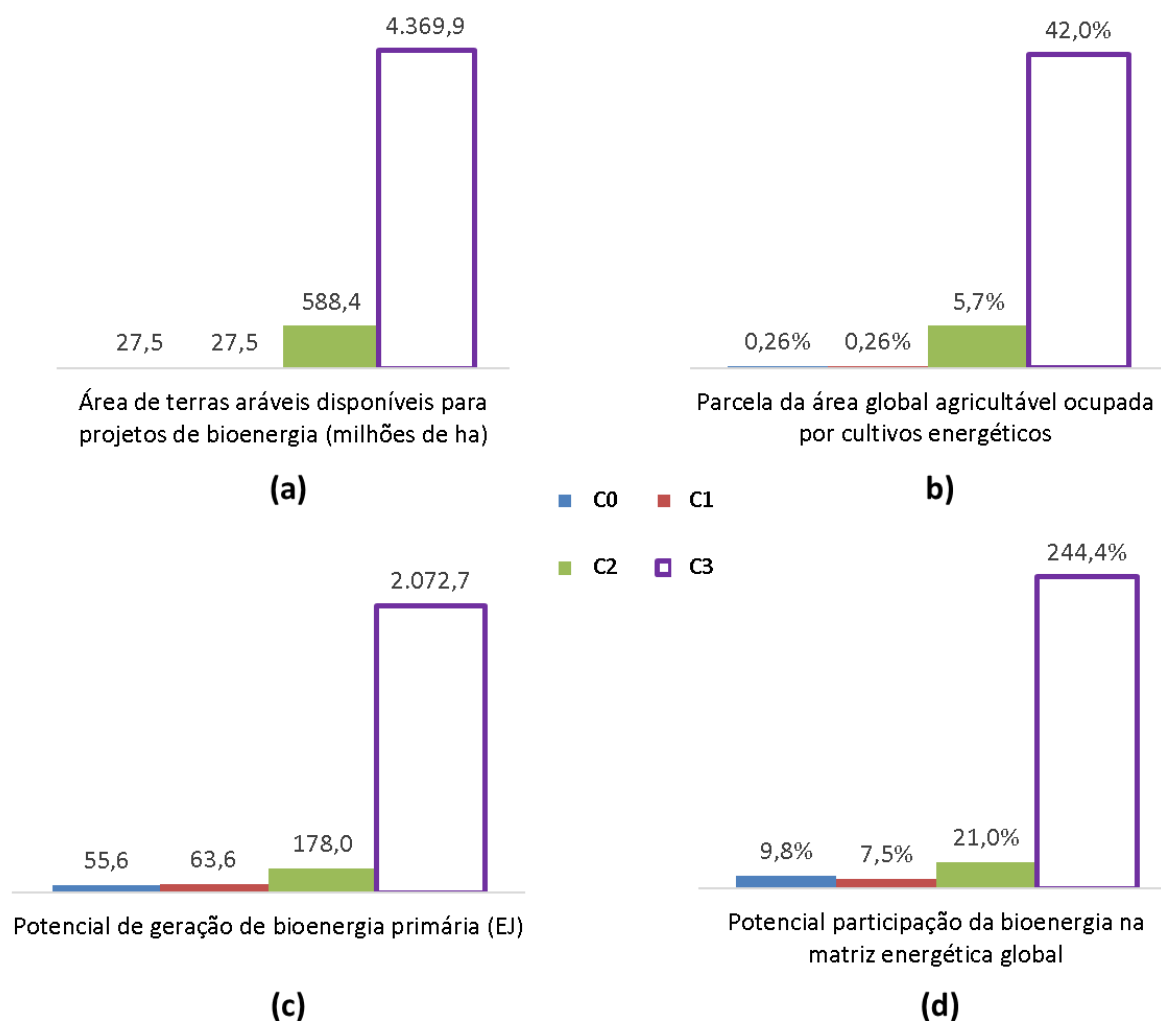 4.369,9
588,4
27,5 27,5
Área de terras aráveis disponíveis para
projetos de bioenergia (milhões de ha)
(a)
42,0%
5,7%
0,26% 0,26%
Parcela da área global agricultável ocupada
por cultivos energéticos
b)
C0 C1
C2 C3
2.072,7
178,0
55,6 63,6
Potencial de geração de bioenergia primária (EJ)
(c)
244,4%
21,0%
9,8% 7,5%
Potencial participação da bioenergia na
matriz energética global
(d)